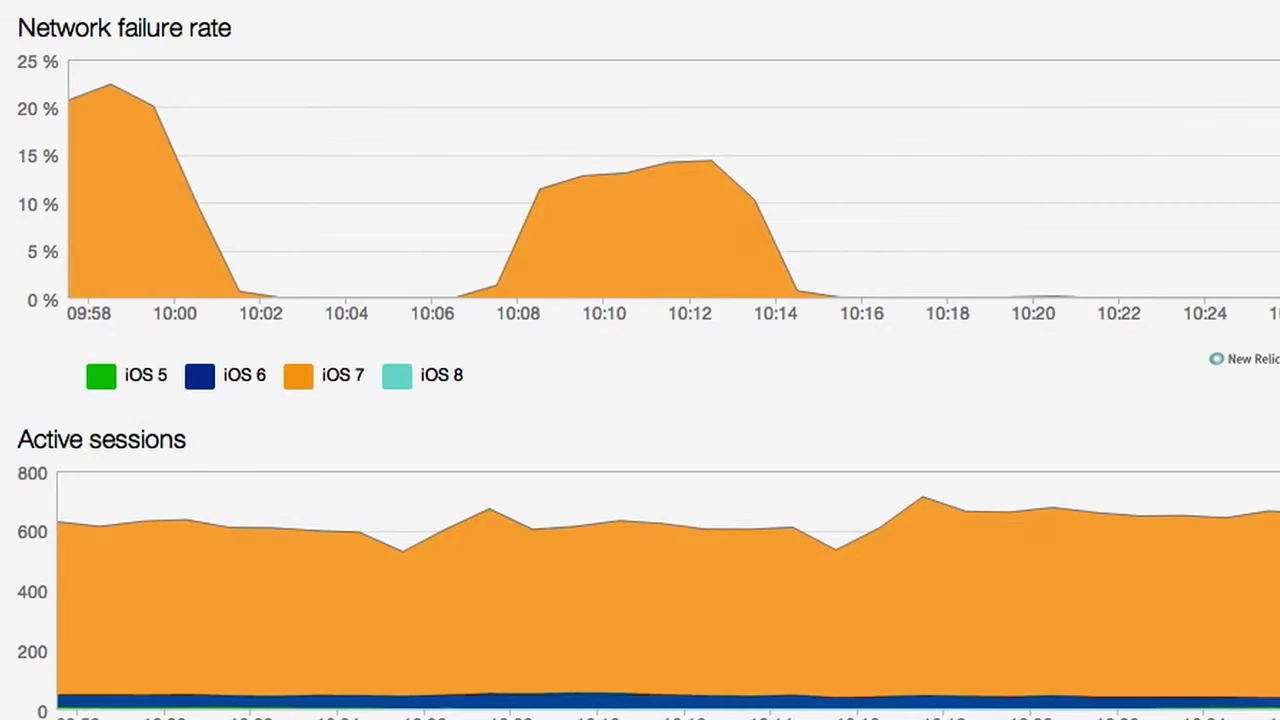 Network failure rate
25 %
20 %
15 %
10 %
5 %
0 %
09:58 10:00 10:02 10:04 10:06 10:08 10:10 10:12 10:14 10:16 10:18 10:20 10:22 10:24
iOS 5 iOS 6 iOS 7 iOS 8
New Relic
Active sessions
800
600
400
200
0